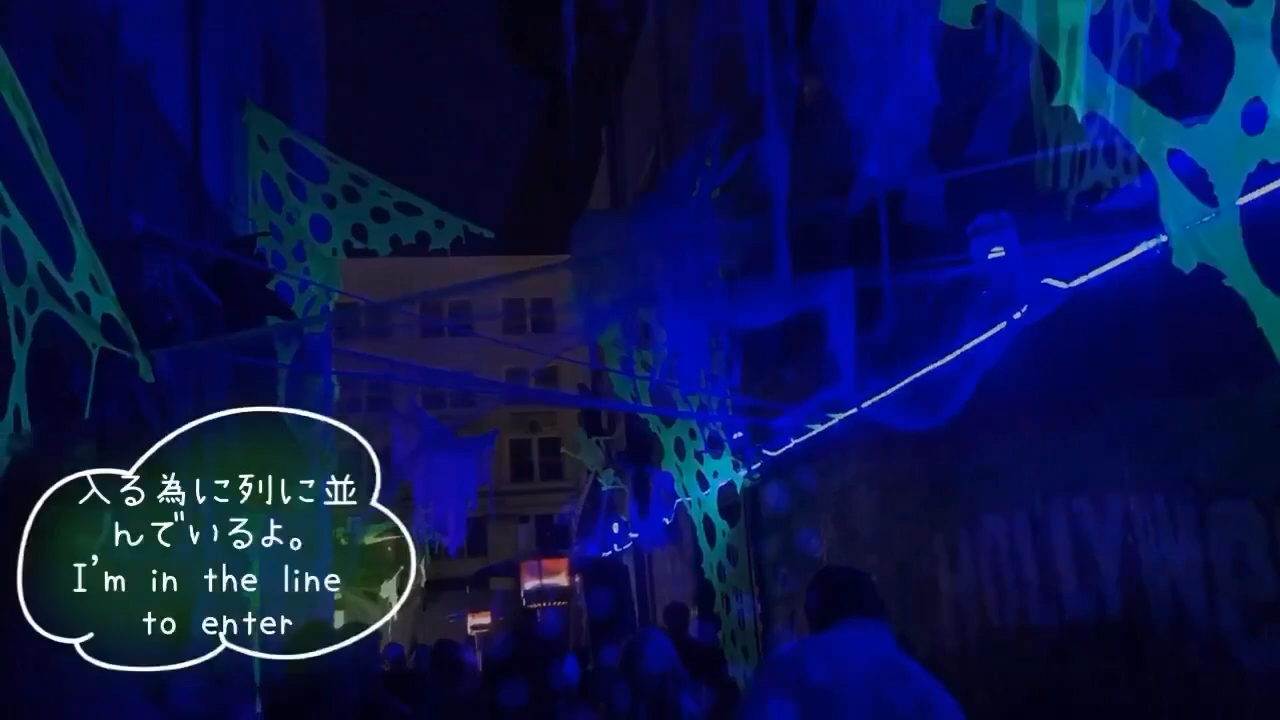 入る為に列に並
んでいるよ。
I'm in the line
to enter